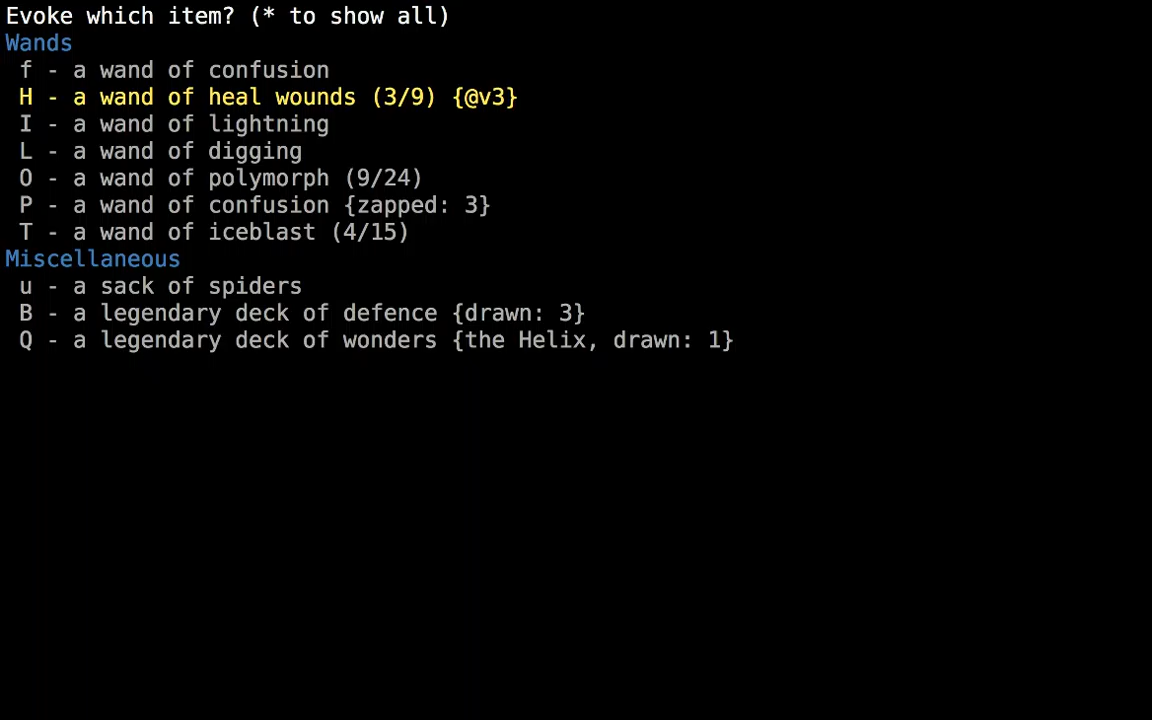 Evoke which item? (* to show all)
Wands
f - a wand of confusion
H - a wand of heal wounds (3/9) {@v3}
I - a wand of lightning
L - a wand of digging
O - a wand of polymorph (9/24)
P - a wand of confusion {zapped: 3}
T - a wand of iceblast (4/15)
Miscellaneous
u - a sack of spiders
B - a legendary deck of defence {drawn: 3}
Q - a legendary deck of wonders {the Helix, drawn: 1}